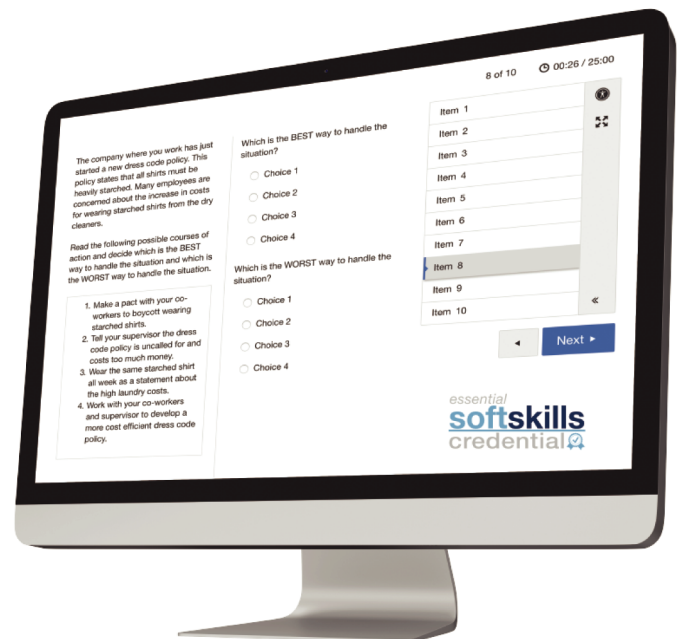 8 of 10
00:26 / 25:00
The company where you work has just
started a new dress code policy. This
policy states that all shirts must be
heavily starched. Many employees are
concerned about the increase in costs
for wearing starched shirts from the dry
cleaners.
Read the following possible courses of
action and decide which is the BEST
way to handle the situation and which is
the WORST way to handle the situation.
1. Make a pact with your co-
workers to boycott wearing
starched shirts.
2. Tell your supervisor the dress
code policy is uncalled for and
costs too much money.
3. Wear the same starched shirt
all week as a statement about
the high laundry costs.
4. Work with your co-workers
and supervisor to develop a
more cost efficient dress code
policy.
Which is the BEST way to handle the
situation?
Choice 1
Choice 2
Choice 3
Choice 4
Which is the WORST way to handle the
situation?
Choice 1
Choice 2
Choice 3
Choice 4
Item 1
Item 2
Item 3
Item 4
Item 5
Item 6
Item 7
Item 8
Item 9
Item 10
Next
essential
softskills
credential